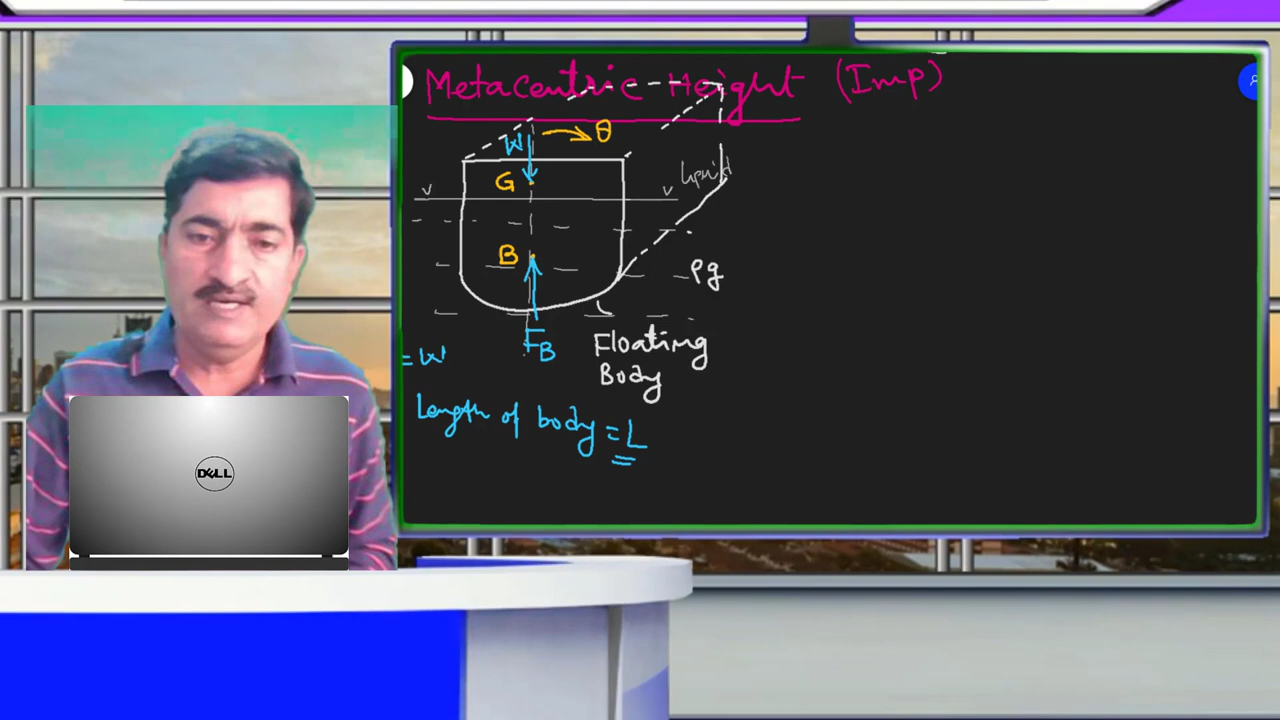 Metacentric Height (Imp)
θ
W
G
Liquid
B
ρg
FB
Floating
Body
= W
Length of body = L
DELL